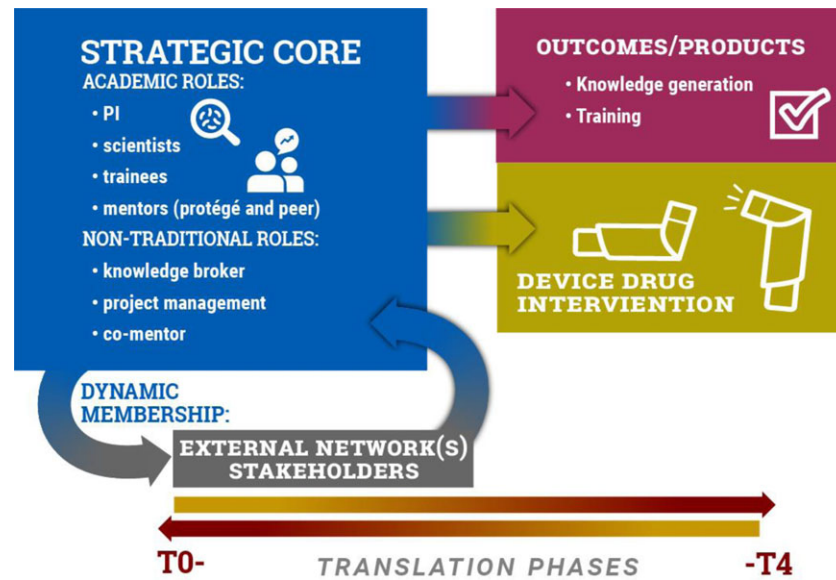 STRATEGIC CORE
ACADEMIC ROLES:
• PI
• scientists
• trainees
• mentors (protégé and peer)
NON-TRADITIONAL ROLES:
• knowledge broker
• project management
• co-mentor
OUTCOMES/PRODUCTS
• Knowledge generation
• Training
DEVICE DRUG
INTERVIENTION
DYNAMIC
MEMBERSHIP:
EXTERNAL NETWORK(S)
STAKEHOLDERS
T0-
TRANSLATION PHASES
-T4